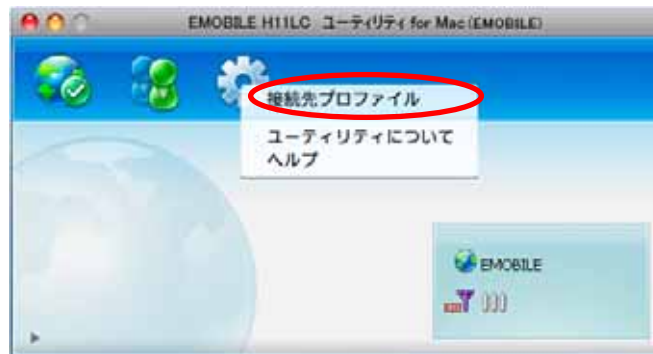 EMOBILE H11LC ユーティリティ for Mac (EMOBILE)
接続先プロファイル
ユーティリティについて
ヘルプ
EMOBILE